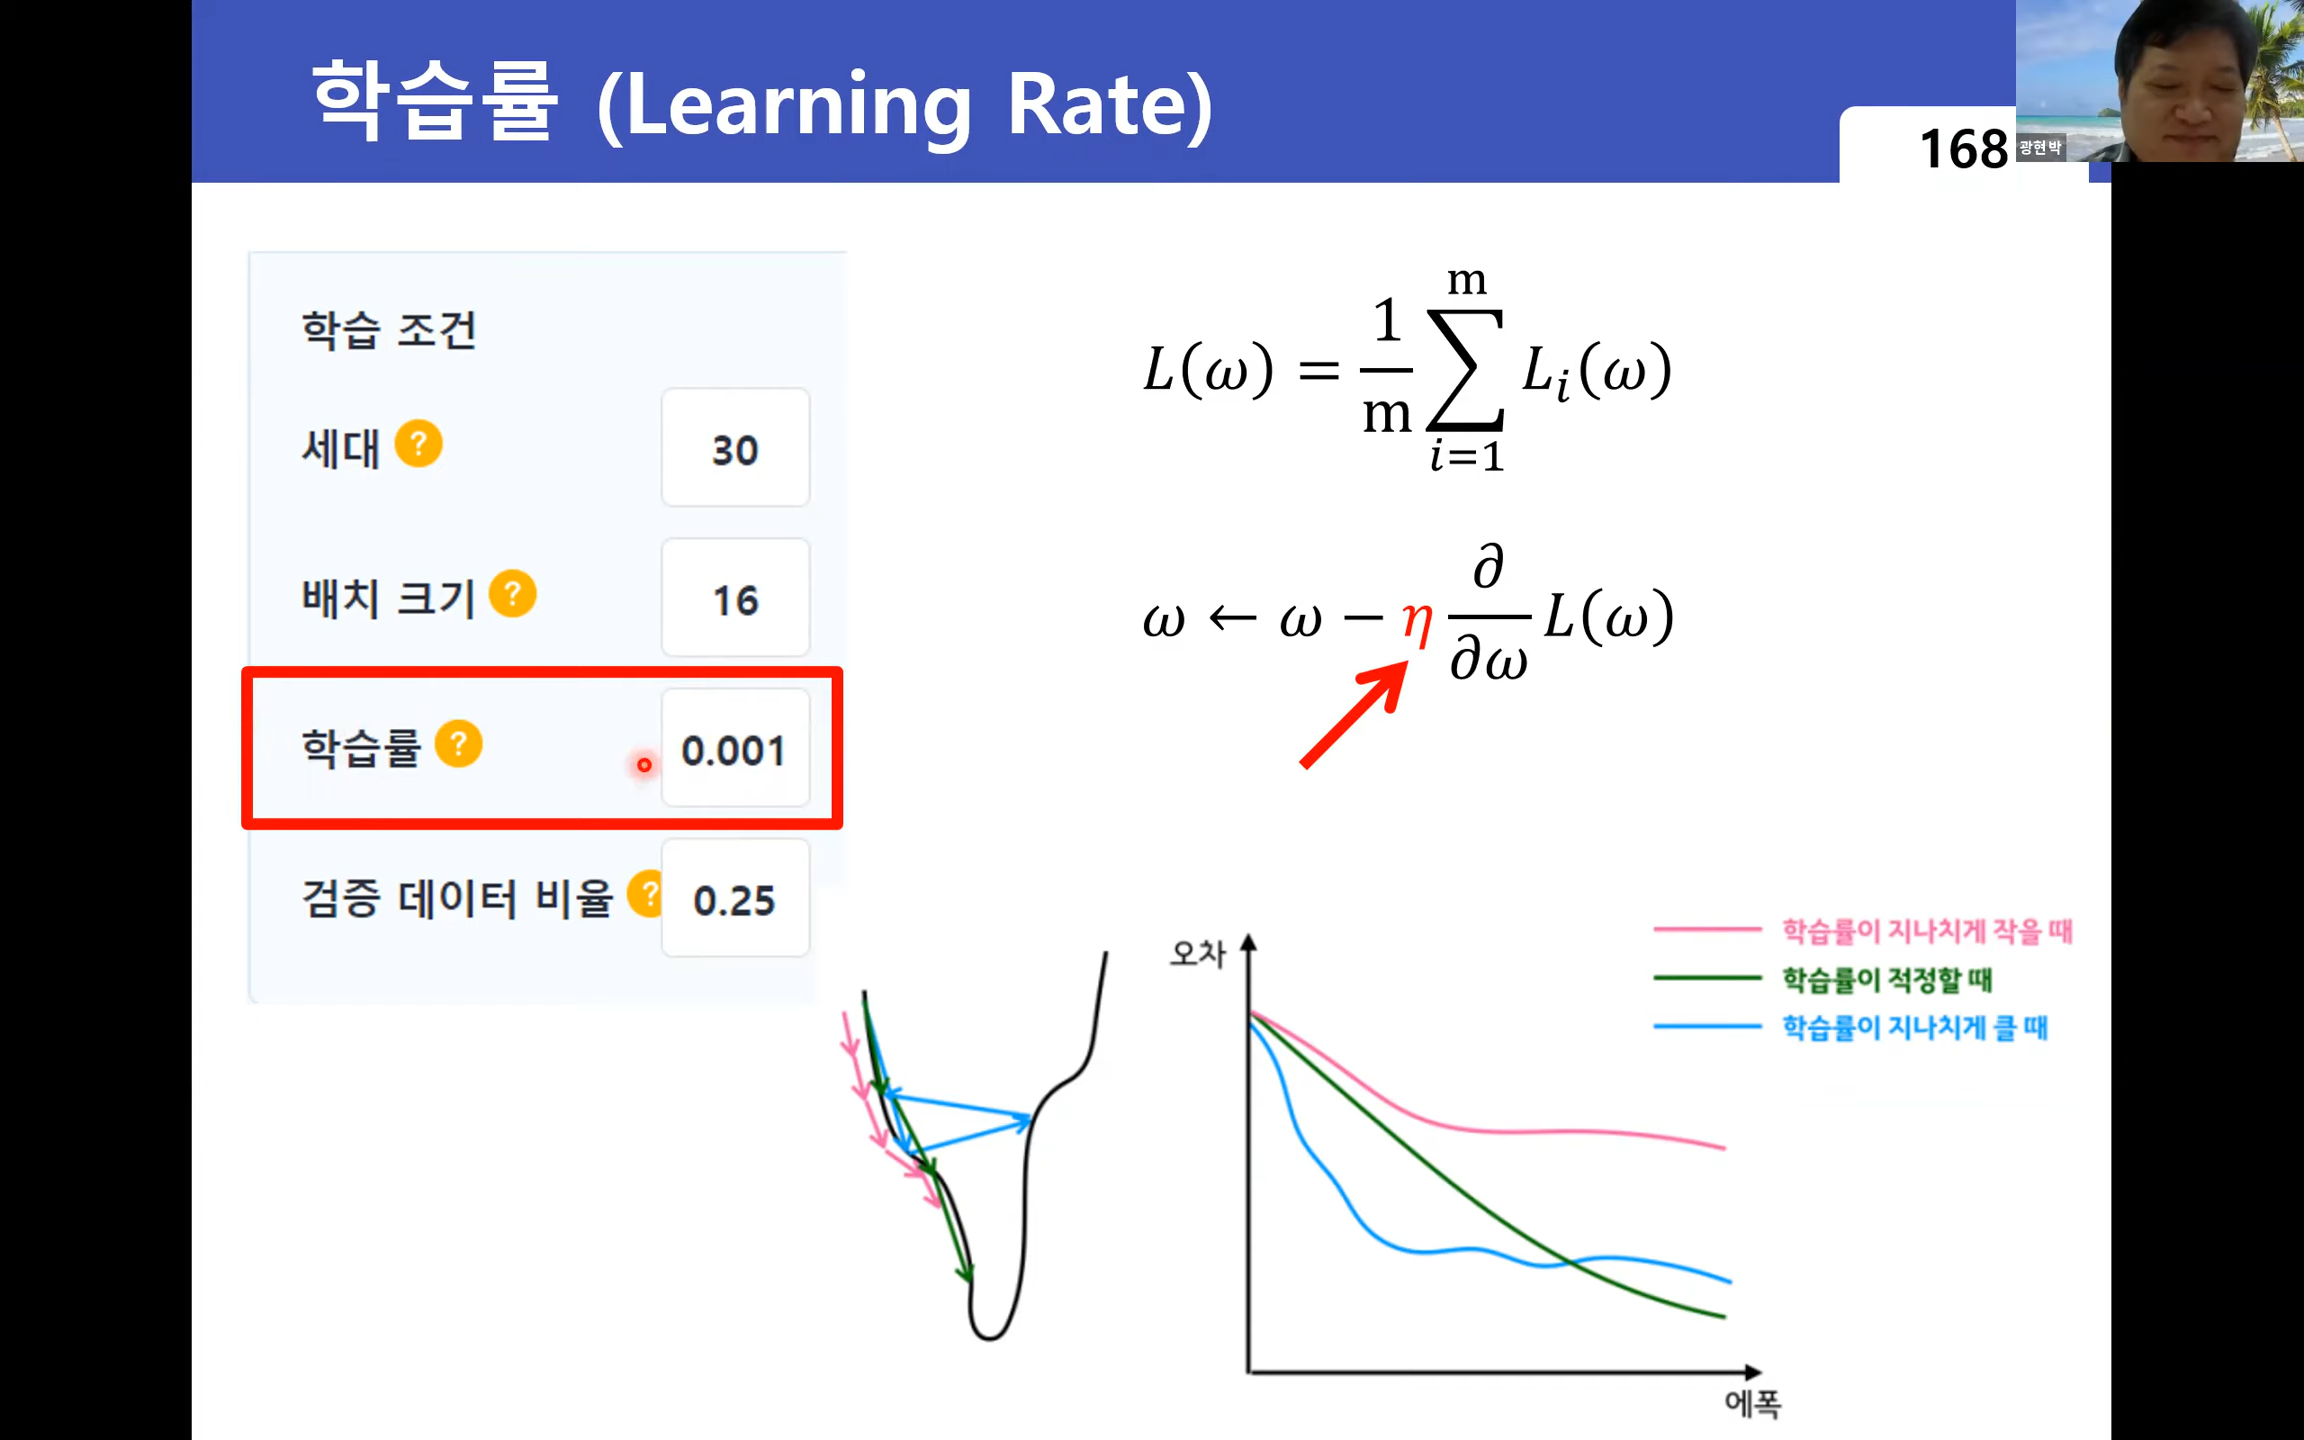 학습률 (Learning Rate)
168
광현박
학습 조건
세대 ? 30
배치 크기 ? 16
학습률 ? 0.001
검증 데이터 비율 ? 0.25
L(ω) = 1/m ∑_{i=1}^{m} L_i(ω)
ω ← ω − η ∂/∂ω L(ω)
오차
학습률이 지나치게 작을 때
학습률이 적정할 때
학습률이 지나치게 클 때
에폭